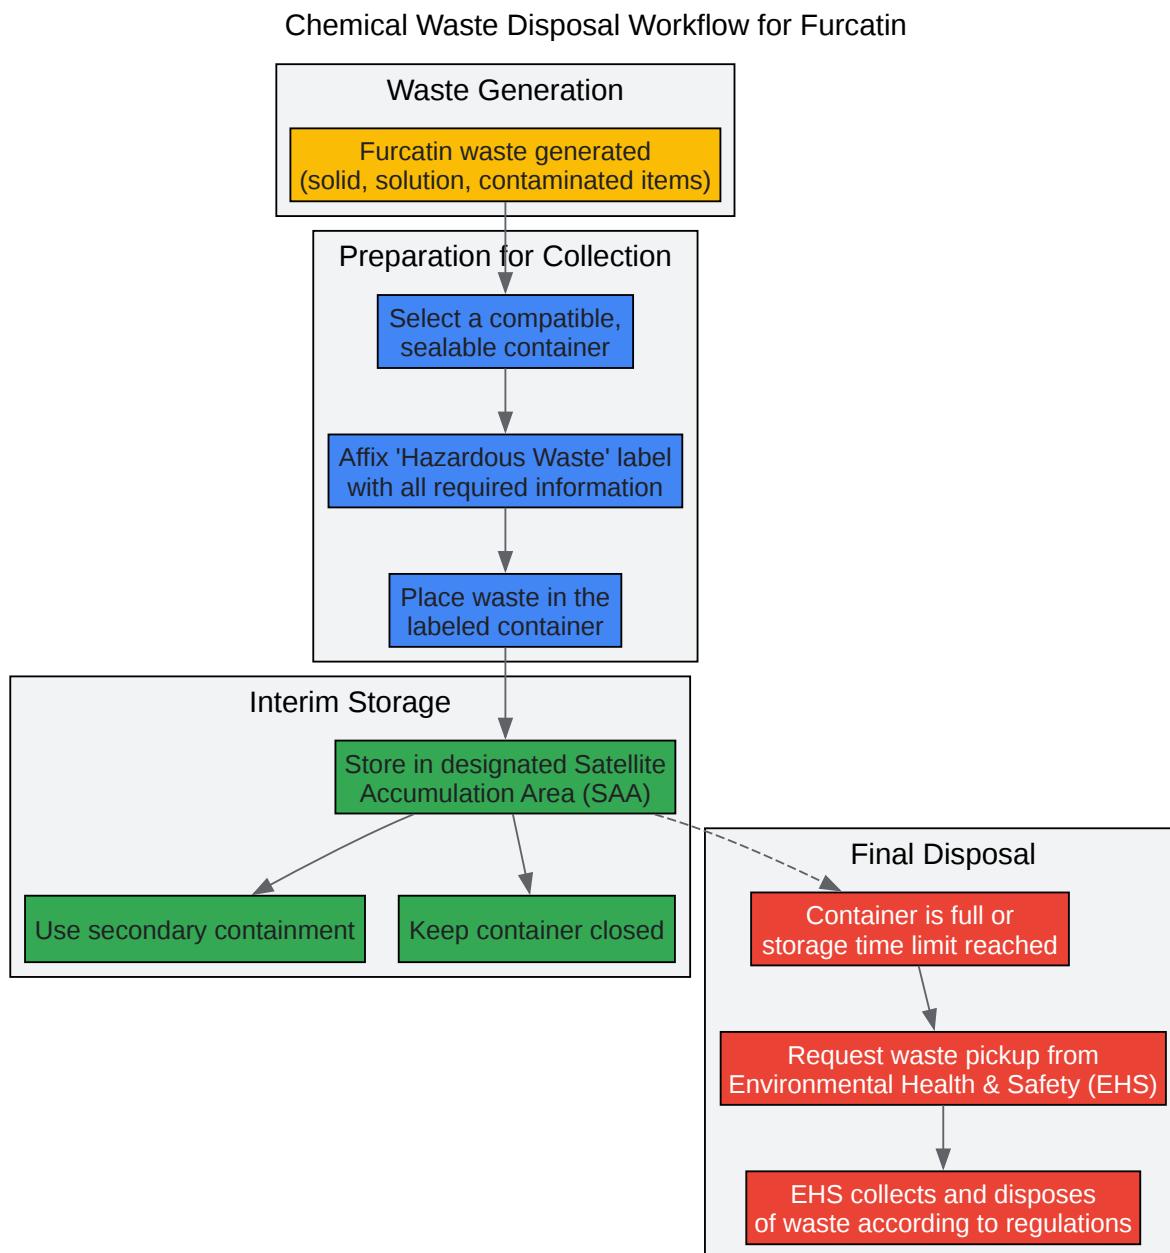 Chemical Waste Disposal Workflow for Furcatin
Waste Generation
Furcatin waste generated
(solid, solution, contaminated items)
Preparation for Collection
Select a compatible,
sealable container
Affix 'Hazardous Waste' label
with all required information
Place waste in the
labeled container
Interim Storage
Store in designated Satellite
Accumulation Area (SAA)
Use secondary containment
Keep container closed
Final Disposal
Container is full or
storage time limit reached
Request waste pickup from
Environmental Health & Safety (EHS)
EHS collects and disposes
of waste according to regulations